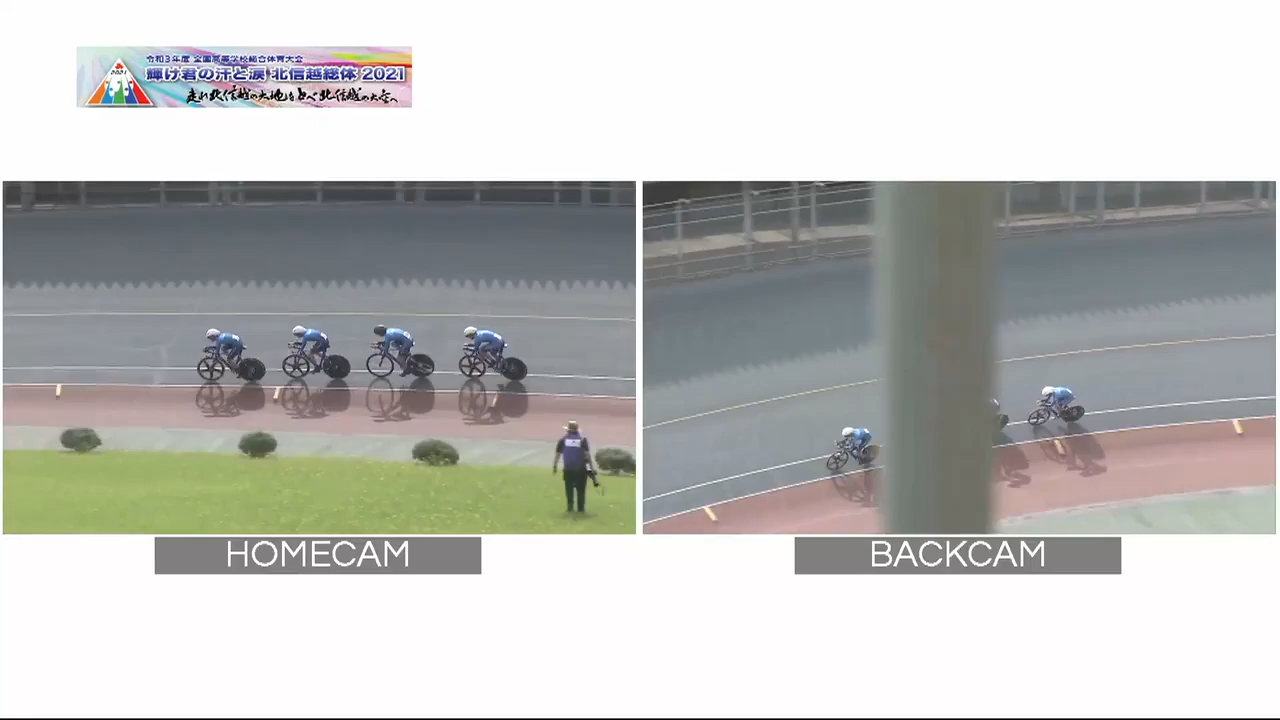 令和3年度 全国高等学校総合体育大会
輝け君の汗と涙 北信越総体 2021
2021
走れ北信越の大地を とべ北信越の大空へ
HOMECAM
BACKCAM